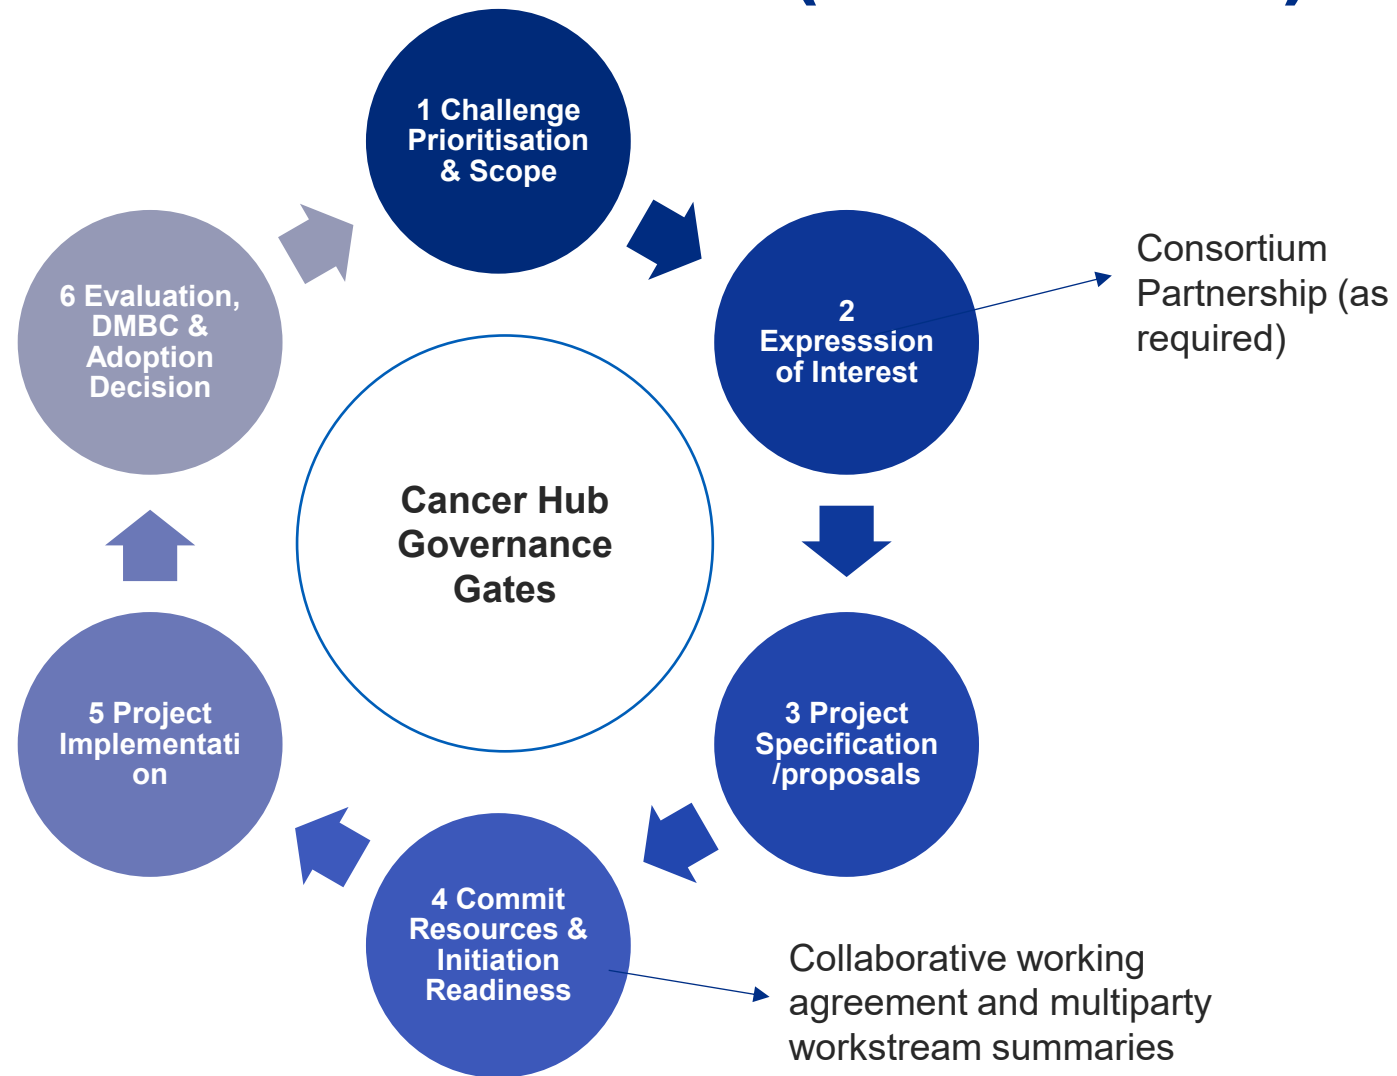 1 Challenge
Prioritisation
& Scope
2
Expresssion
of Interest
Consortium
Partnership (as
required)
3 Project
Specification
/proposals
4 Commit
Resources &
Initiation
Readiness
Collaborative working
agreement and multiparty
workstream summaries
5 Project
Implementati
on
6 Evaluation,
DMBC &
Adoption
Decision
Cancer Hub
Governance
Gates